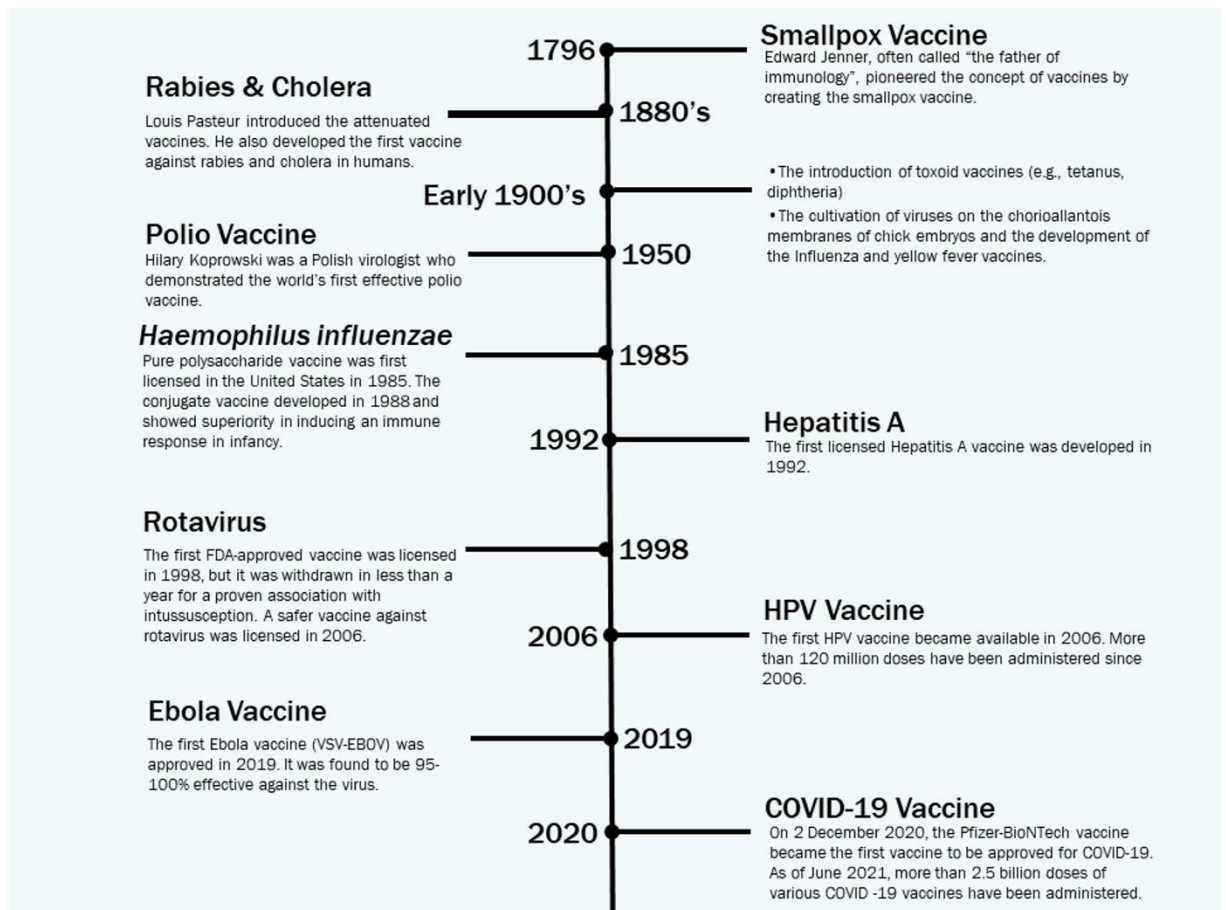 1796
Smallpox Vaccine
Edward Jenner, often called “the father of
immunology”, pioneered the concept of vaccines by
creating the smallpox vaccine.
Rabies & Cholera
Louis Pasteur introduced the attenuated
vaccines. He also developed the first vaccine
against rabies and cholera in humans.
1880’s
Early 1900’s
•The introduction of toxoid vaccines (e.g., tetanus,
diphtheria)
•The cultivation of viruses on the chorioallantois
membranes of chick embryos and the development of
the Influenza and yellow fever vaccines.
Polio Vaccine
Hilary Koprowski was a Polish virologist who
demonstrated the world’s first effective polio
vaccine.
1950
Haemophilus influenzae
Pure polysaccharide vaccine was first
licensed in the United States in 1985. The
conjugate vaccine developed in 1988 and
showed superiority in inducing an immune
response in infancy.
1985
1992
Hepatitis A
The first licensed Hepatitis A vaccine was developed in
1992.
Rotavirus
The first FDA-approved vaccine was licensed
in 1998, but it was withdrawn in less than a
year for a proven association with
intussusception. A safer vaccine against
rotavirus was licensed in 2006.
1998
2006
HPV Vaccine
The first HPV vaccine became available in 2006. More
than 120 million doses have been administered since
2006.
Ebola Vaccine
The first Ebola vaccine (VSV-EBOV) was
approved in 2019. It was found to be 95-
100% effective against the virus.
2019
2020
COVID-19 Vaccine
On 2 December 2020, the Pfizer-BioNTech vaccine
became the first vaccine to be approved for COVID-19.
As of June 2021, more than 2.5 billion doses of
various COVID -19 vaccines have been administered.